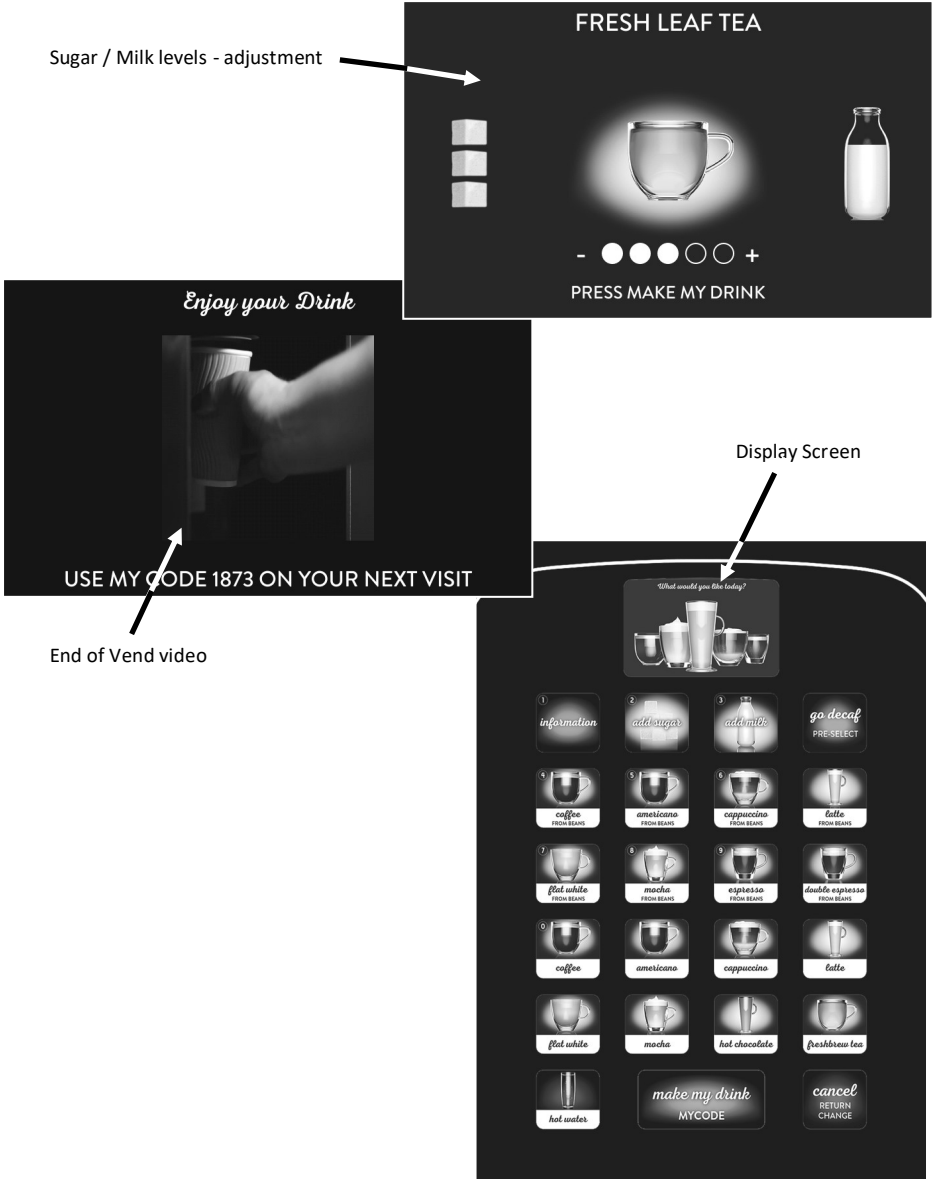 FRESH LEAF TEA
Sugar / Milk levels - adjustment
- +
PRESS MAKE MY DRINK
Enjoy your Drink
USE MY CODE 1873 ON YOUR NEXT VISIT
End of Vend video
Display Screen
What would you like today?
1
information
2
add sugar
3
add milk
go decaf
PRE-SELECT
4
coffee
FROM BEANS
5
americano
FROM BEANS
6
cappuccino
FROM BEANS
latte
FROM BEANS
7
flat white
FROM BEANS
8
mocha
FROM BEANS
9
espresso
FROM BEANS
double espresso
FROM BEANS
0
coffee
americano
cappuccino
latte
flat white
mocha
hot chocolate
freshbrew tea
hot water
make my drink
MYCODE
cancel
RETURN
CHANGE